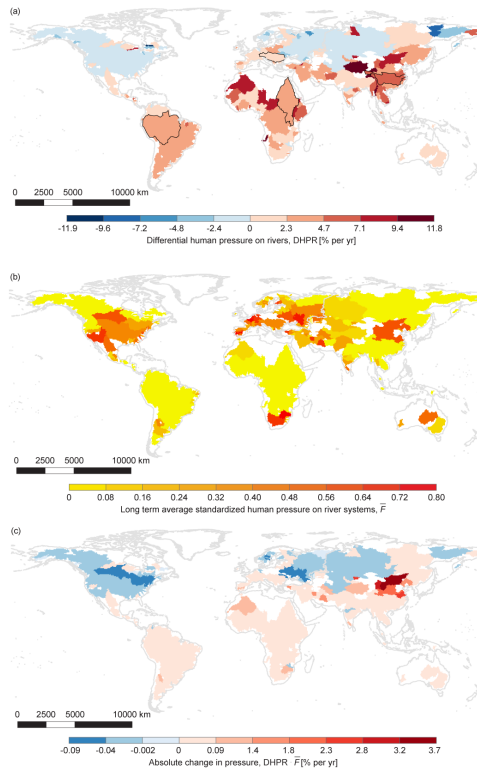 (a)
0 2500 5000 10000 km
-11.9 -9.6 -7.2 -4.8 -2.4 0 2.3 4.7 7.1 9.4 11.8
Differential human pressure on rivers, DHPR [% per yr]
(b)
0 2500 5000 10000 km
0 0.08 0.16 0.24 0.32 0.40 0.48 0.56 0.64 0.72 0.80
Long term average standardized human pressure on river systems, F̅
(c)
0 2500 5000 10000 km
-0.09 -0.04 -0.002 0 0.09 1.4 1.8 2.3 2.8 3.2 3.7
Absolute change in pressure, DHPR F̅ [% per yr]